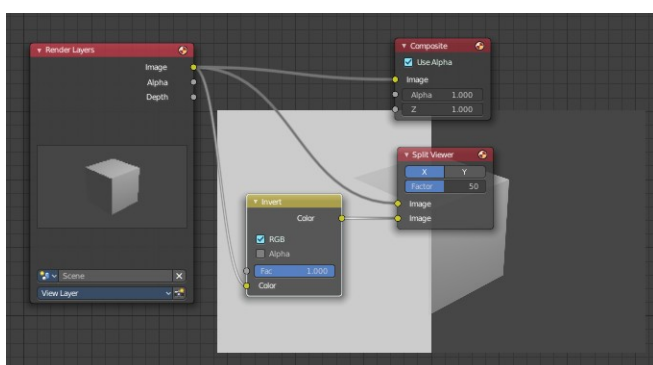 Render Layers
Image
Alpha
Depth
Scene
View Layer
Composite
Use Alpha
Image
Alpha 1.000
Z 1.000
Split Viewer
X Y
Factor 50
Image
Image
Invert
Color
RGB
Alpha
Fac 1.000
Color